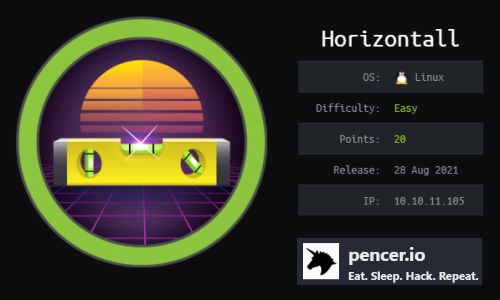 Horizontall
OS: Linux
Difficulty: Easy
Points: 20
Release: 28 Aug 2021
IP: 10.10.11.105
pencer.io
Eat. Sleep. Hack. Repeat.